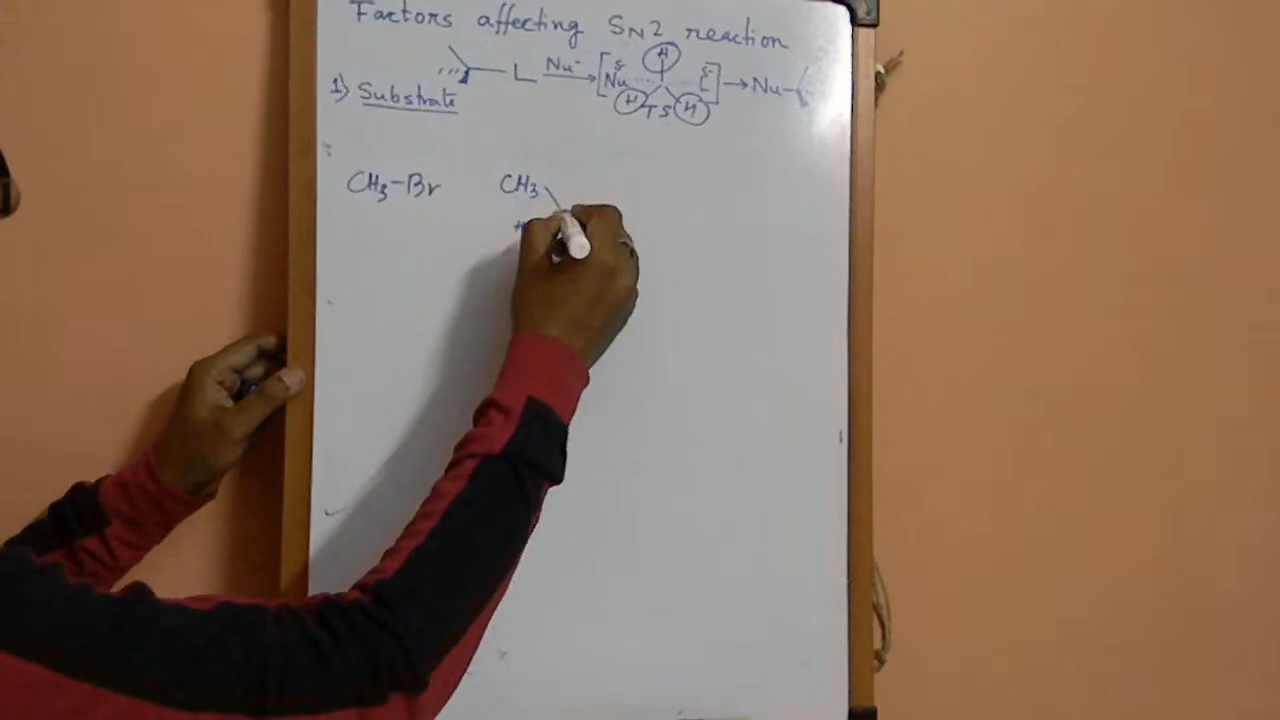 Factors affecting SN2 reaction
L Nu- → [ δ Nu H H H TS δ L ] → Nu-
1) Substrate
CH3-Br CH3